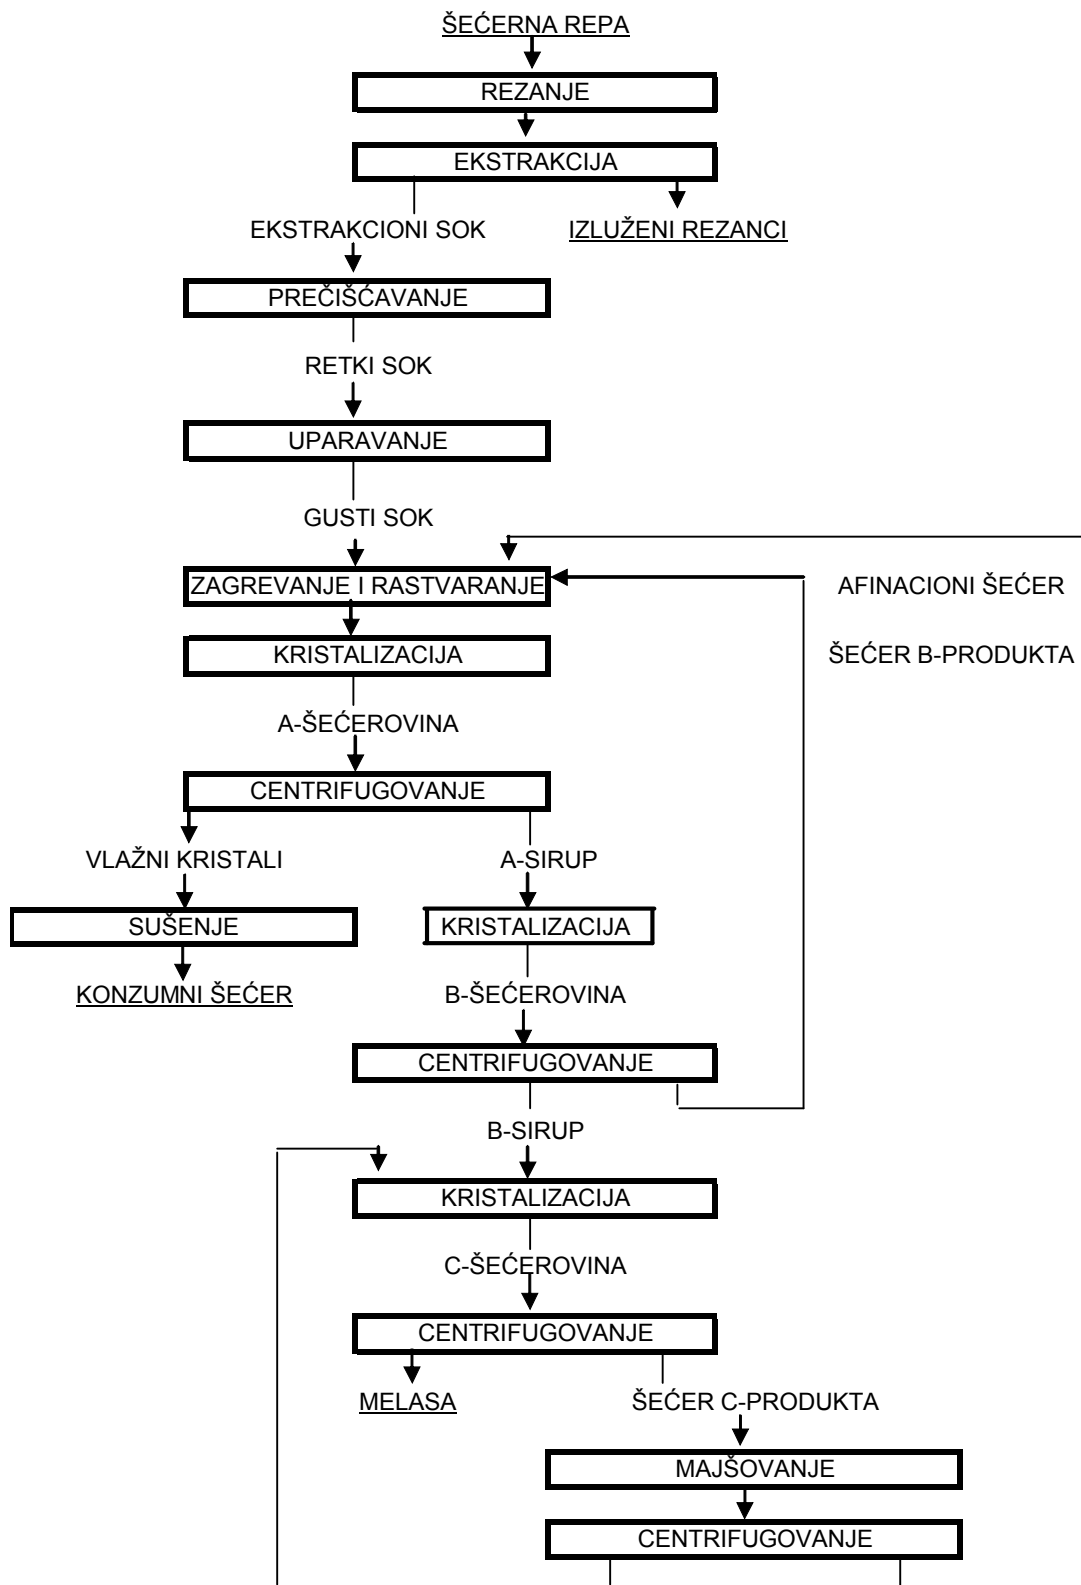 ŠEĆERNA REPA
REZANJE
EKSTRAKCIJA
EKSTRAKCIONI SOK
IZLUŽENI REZANCI
PREČIŠĆAVANJE
RETKI SOK
UPARAVANJE
GUSTI SOK
ZAGREVANJE I RASTVARANJE
AFINACIONI ŠEĆER
KRISTALIZACIJA
ŠEĆER B-PRODUKTA
A-ŠEĆEROVINA
CENTRIFUGOVANJE
VLAŽNI KRISTALI
A-SIRUP
SUŠENJE
KRISTALIZACIJA
KONZUMNI ŠEĆER
B-ŠEĆEROVINA
CENTRIFUGOVANJE
B-SIRUP
KRISTALIZACIJA
C-ŠEĆEROVINA
CENTRIFUGOVANJE
MELASA
ŠEĆER C-PRODUKTA
MAJŠOVANJE
CENTRIFUGOVANJE